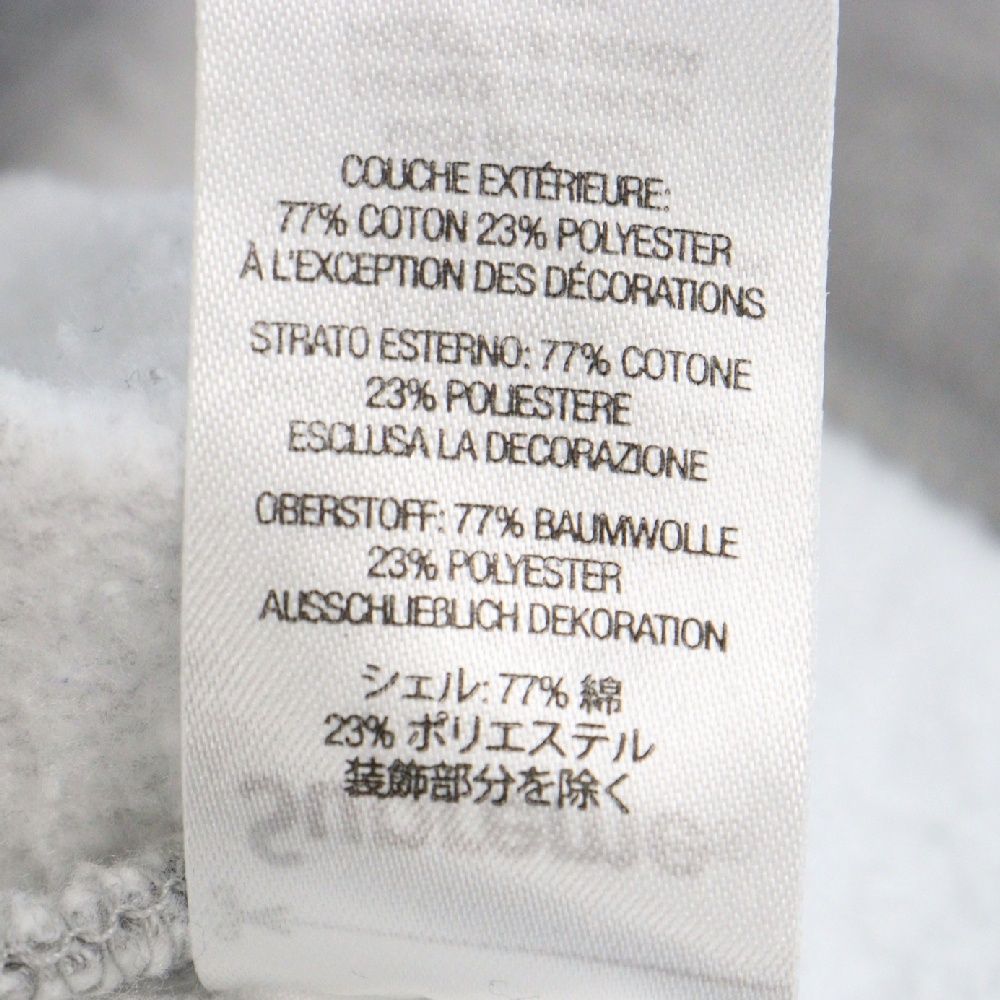 COUCHE EXTÉRIEURE:
77% COTON 23% POLYESTER
À L'EXCEPTION DES DÉCORATIONS
STRATO ESTERNO: 77% COTONE
23% POLIESTERE
ESCLUSA LA DECORAZIONE
OBERSTOFF: 77% BAUMWOLLE
23% POLYESTER
AUSSCHLIEßLICH DEKORATION
シェル: 77% 綿
23% ポリエステル
装飾部分を除く